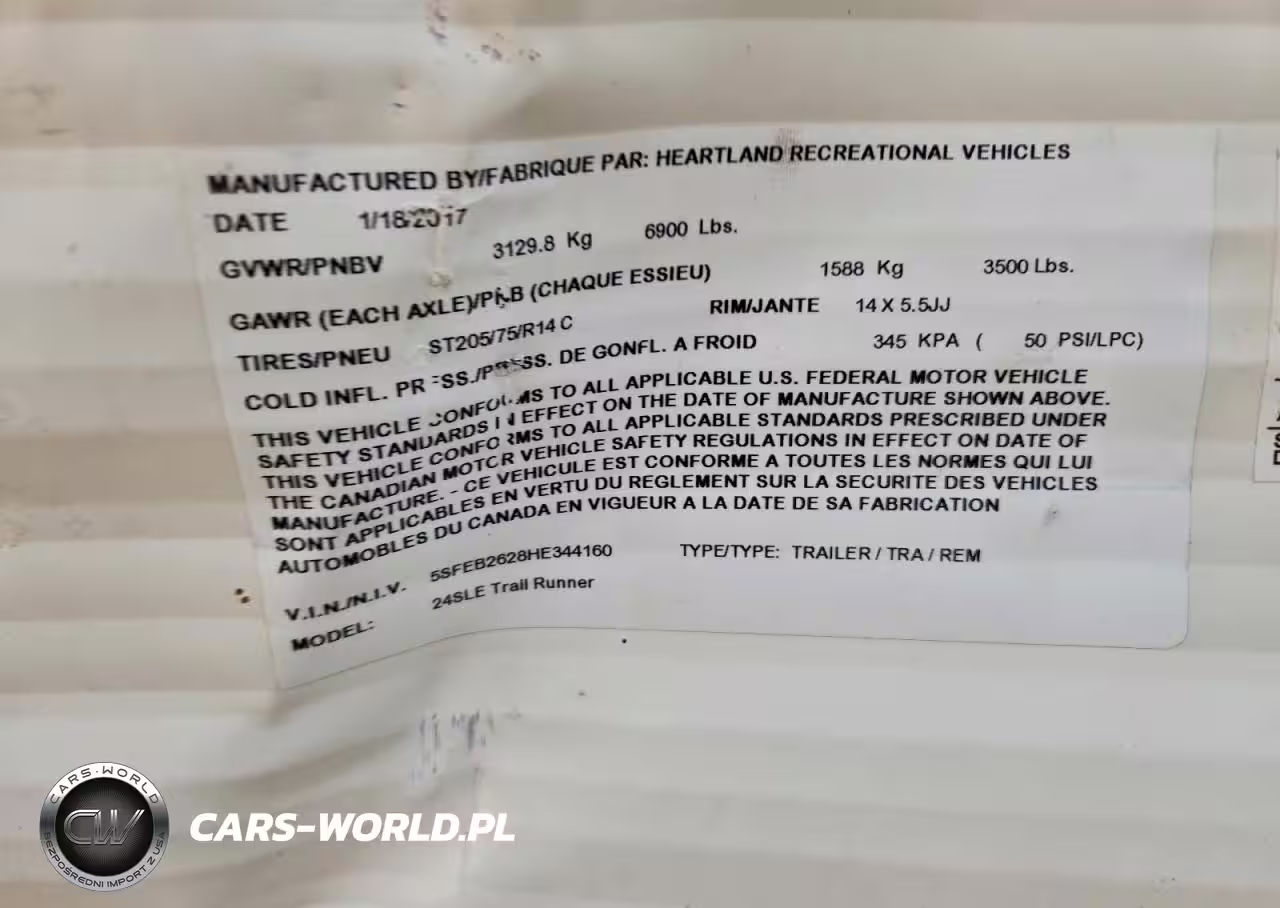 MANUFACTURED BY/FABRIQUE PAR: HEARTLAND RECREATIONAL VEHICLES
DATE 1/18/2017
GVWR/PNBV 3129.8 Kg 6900 Lbs.
GAWR (EACH AXLE)/PNB (CHAQUE ESSIEU) 1588 Kg 3500 Lbs.
TIRES/PNEU ST205/75/R14 C RIM/JANTE 14 X 5.5JJ
COLD INFL. PRESS./PRESS. DE GONFL. A FROID 345 KPA ( 50 PSI/LPC)
THIS VEHICLE CONFORMS TO ALL APPLICABLE U.S. FEDERAL MOTOR VEHICLE
SAFETY STANDARDS IN EFFECT ON THE DATE OF MANUFACTURE SHOWN ABOVE.
THIS VEHICLE CONFORMS TO ALL APPLICABLE STANDARDS PRESCRIBED UNDER
THE CANADIAN MOTOR VEHICLE SAFETY REGULATIONS IN EFFECT ON DATE OF
MANUFACTURE. - CE VEHICULE EST CONFORME A TOUTES LES NORMES QUI LUI
SONT APPLICABLES EN VERTU DU REGLEMENT SUR LA SECURITE DES VEHICLES
AUTOMOBILES DU CANADA EN VIGUEUR A LA DATE DE SA FABRICATION
V.I.N./N.I.V. 5SFEB2628HE344160 TYPE/TYPE: TRAILER / TRA / REM
MODEL: 24SLE Trail Runner
CARS-WORLD
CW
BEZPOŚREDNI IMPORT Z USA
CARS-WORLD.PL